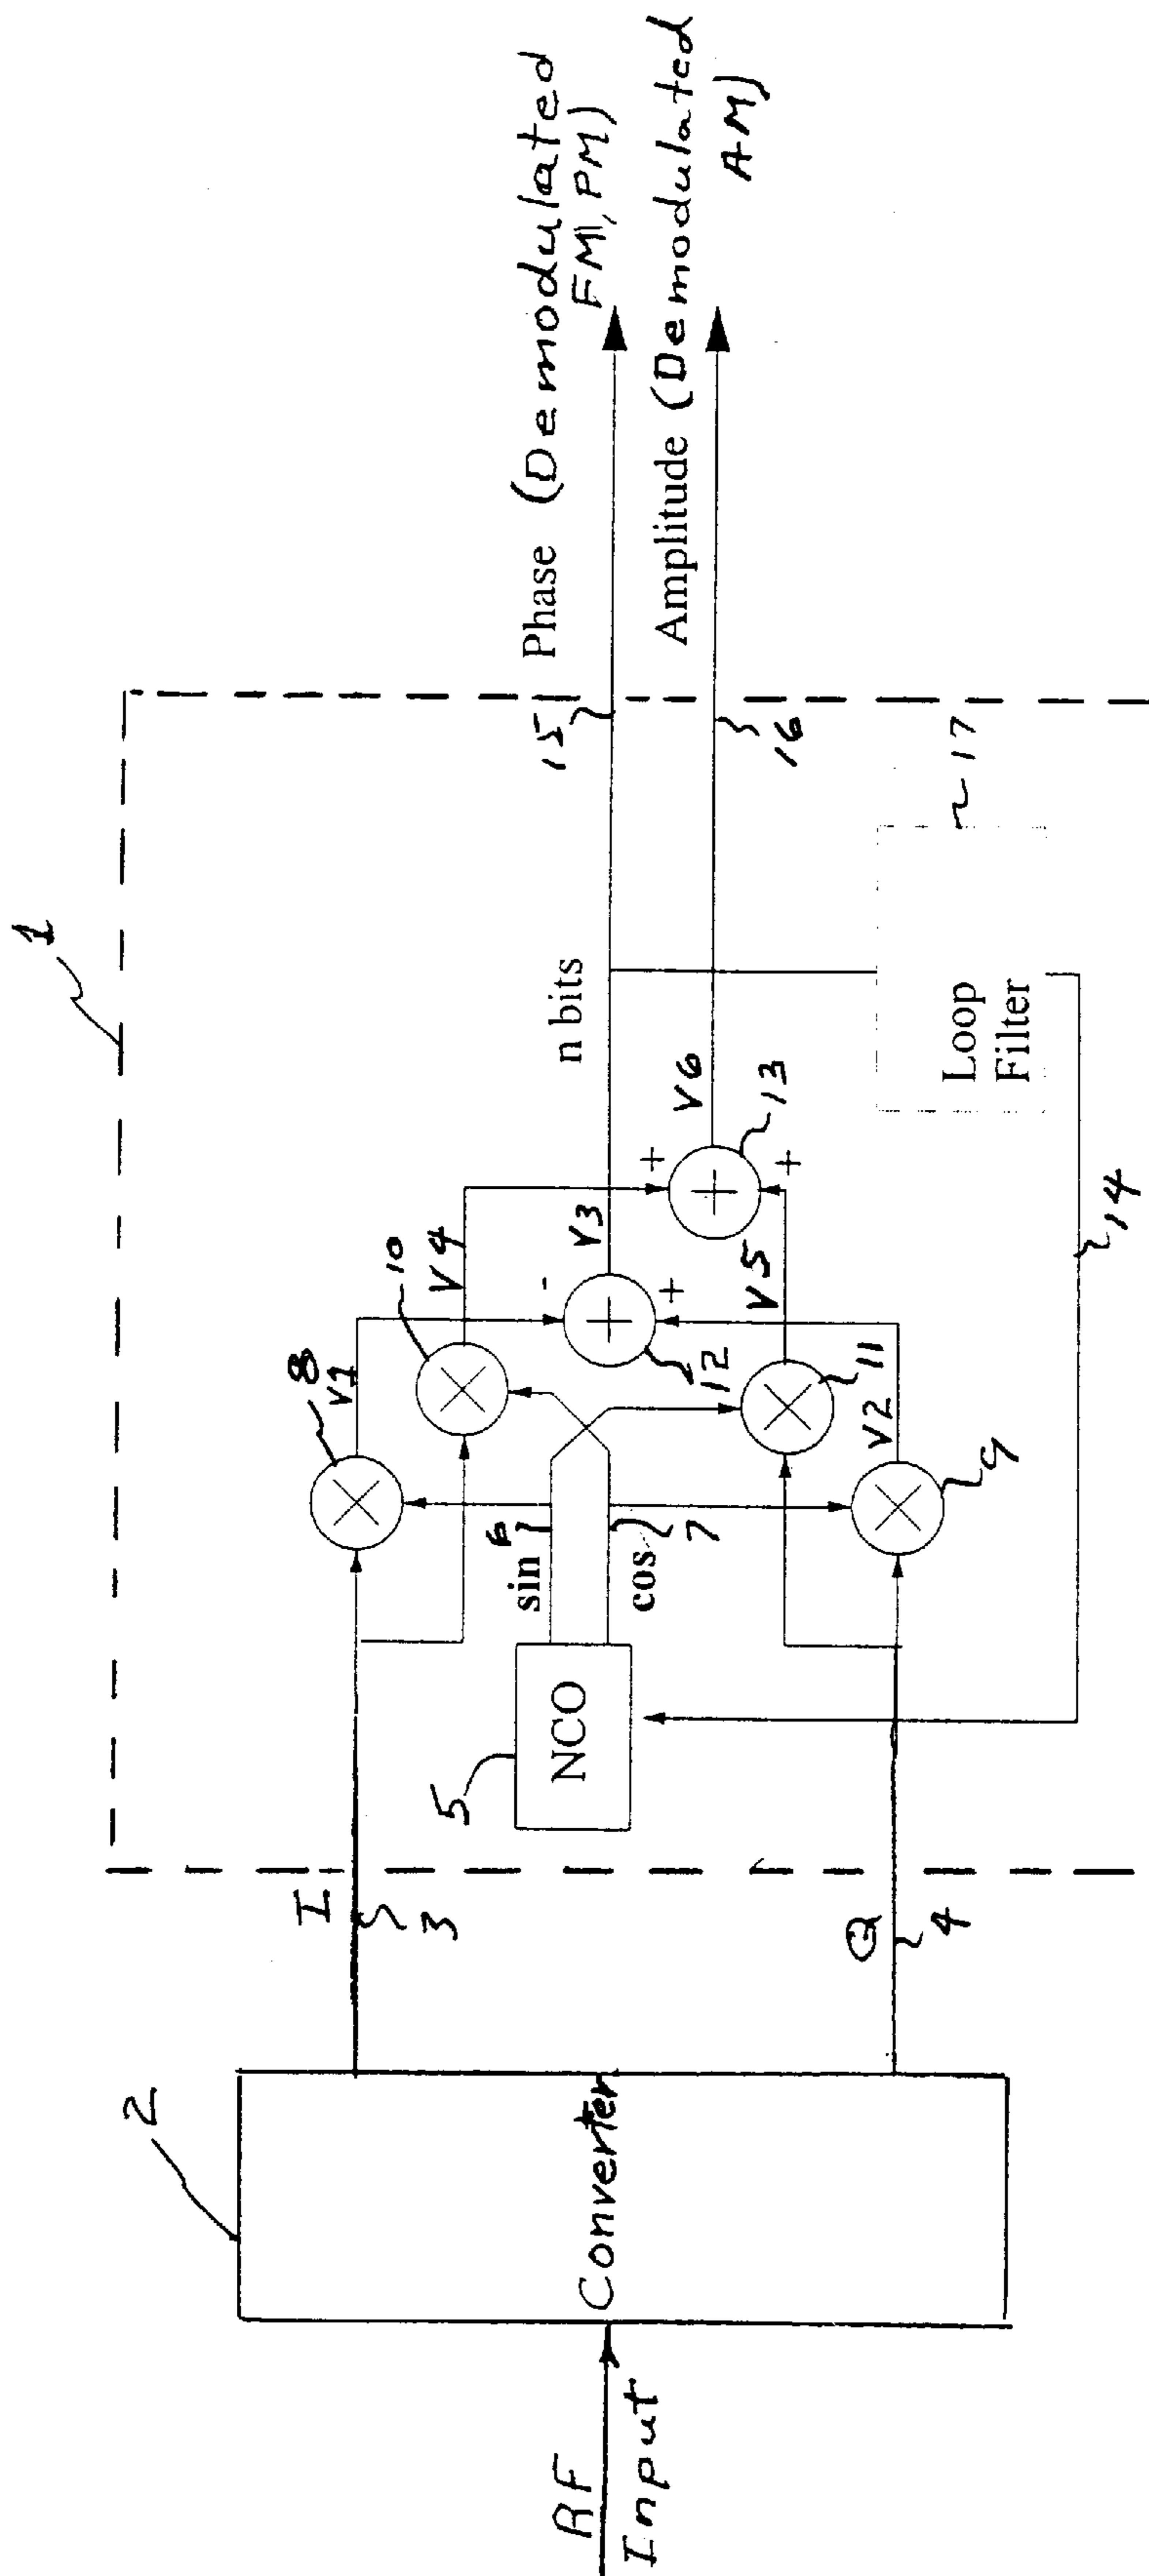 1
2
RF
Input
Converter
I
3
Q
4
5
NCO
sin
6
cos
7
8
V1
10
V4
-
+
12
V3
11
V2
9
V5
+
+
13
V6
n bits
Loop
Filter
17
14
15
16
Phase (Demodulated
FM, PM)
Amplitude (Demodulated
AM)